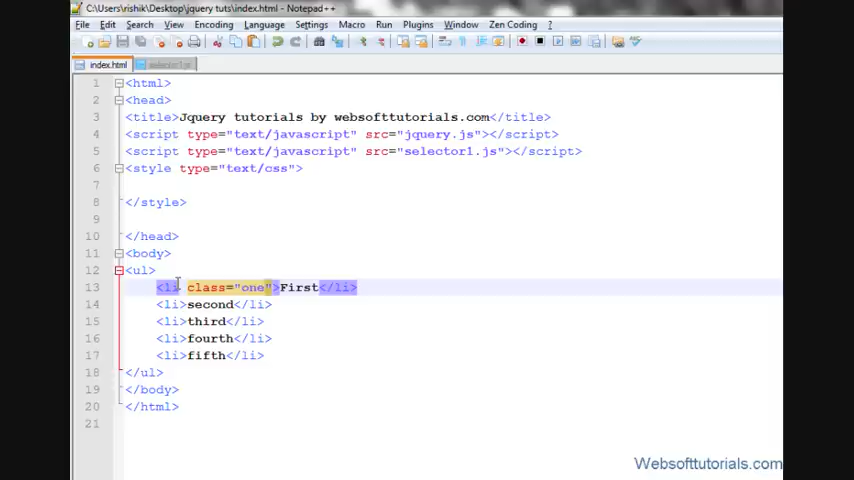 C:\Users\rishik\Desktop\jquery tuts\index.html - Notepad++
File Edit Search View Encoding Language Settings Macro Run Plugins Window Zen Coding ?
index.html selector1.js
1 <html>
2 <head>
3 <title>Jquery tutorials by websofttutorials.com</title>
4 <script type="text/javascript" src="jquery.js"></script>
5 <script type="text/javascript" src="selector1.js"></script>
6 <style type="text/css">
7
8 </style>
9
10 </head>
11 <body>
12 <ul>
13 <li class="one">First</li>
14 <li>second</li>
15 <li>third</li>
16 <li>fourth</li>
17 <li>fifth</li>
18 </ul>
19 </body>
20 </html>
21
Websofttutorials.com